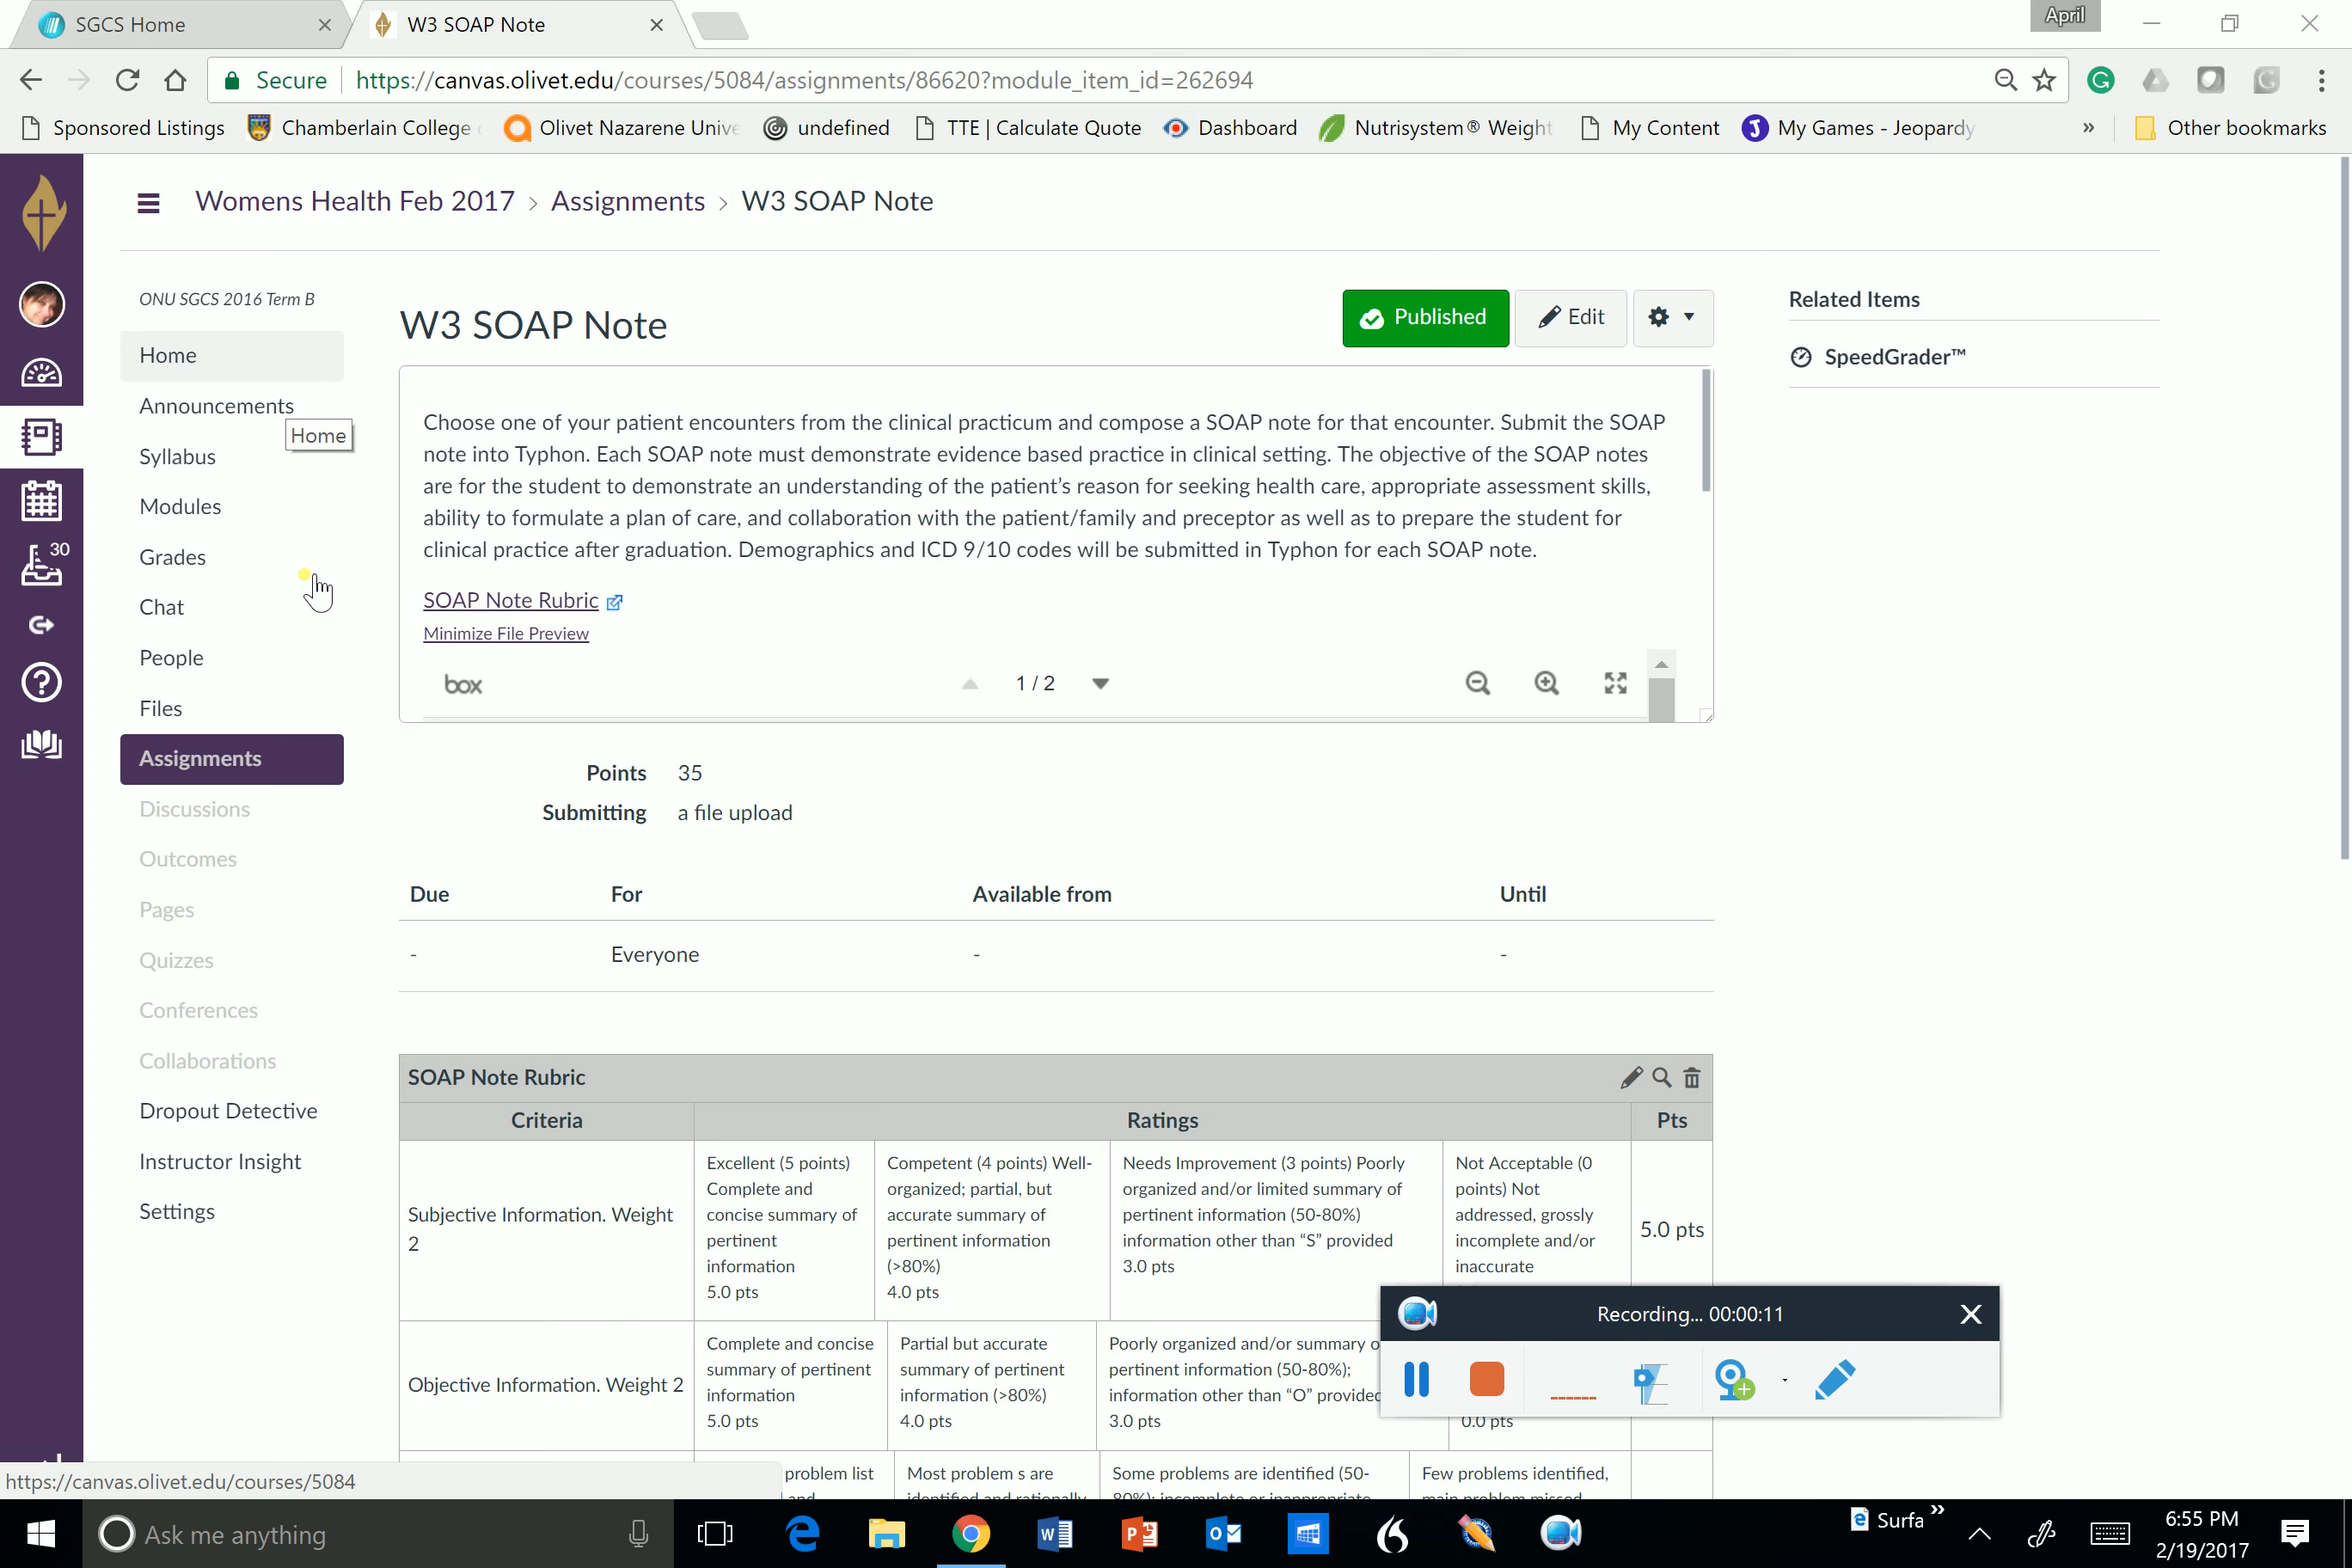 SGCS Home
W3 SOAP Note
April
Secure
https://canvas.olivet.edu/courses/5084/assignments/86620?module_item_id=262694
Sponsored Listings
Chamberlain College
Olivet Nazarene Unive
undefined
TTE | Calculate Quote
Dashboard
Nutrisystem® Weight
My Content
My Games - Jeopardy
»
Other bookmarks
Womens Health Feb 2017 > Assignments > W3 SOAP Note
ONU SGCS 2016 Term B
Home
Announcements
Home
Syllabus
Modules
Grades
Chat
People
Files
Assignments
Discussions
Outcomes
Pages
Quizzes
Conferences
Collaborations
Dropout Detective
Instructor Insight
Settings
30
W3 SOAP Note
Published
Edit
Related Items
SpeedGrader™
Choose one of your patient encounters from the clinical practicum and compose a SOAP note for that encounter. Submit the SOAP
note into Typhon. Each SOAP note must demonstrate evidence based practice in clinical setting. The objective of the SOAP notes
are for the student to demonstrate an understanding of the patient's reason for seeking health care, appropriate assessment skills,
ability to formulate a plan of care, and collaboration with the patient/family and preceptor as well as to prepare the student for
clinical practice after graduation. Demographics and ICD 9/10 codes will be submitted in Typhon for each SOAP note.
SOAP Note Rubric
Minimize File Preview
box
1 / 2
Points 35
Submitting a file upload
Due For Available from Until
- Everyone - -
SOAP Note Rubric
Criteria Ratings Pts
Subjective Information. Weight
2
Excellent (5 points)
Complete and
concise summary of
pertinent
information
5.0 pts
Competent (4 points) Well-
organized; partial, but
accurate summary of
pertinent information
(>80%)
4.0 pts
Needs Improvement (3 points) Poorly
organized and/or limited summary of
pertinent information (50-80%)
information other than “S” provided
3.0 pts
Not Acceptable (0
points) Not
addressed, grossly
incomplete and/or
inaccurate
5.0 pts
Objective Information. Weight 2
Complete and concise
summary of pertinent
information
5.0 pts
Partial but accurate
summary of pertinent
information (>80%)
4.0 pts
Poorly organized and/or summary o
pertinent information (50-80%);
information other than “O” provided
3.0 pts
0.0 pts
Recording... 00:00:11
problem list
and
Most problem s are
identified and rationally
Some problems are identified (50-
80%); incomplete or inappropriate
Few problems identified,
main problem missed
https://canvas.olivet.edu/courses/5084
Ask me anything
Surfa
»
6:55 PM
2/19/2017